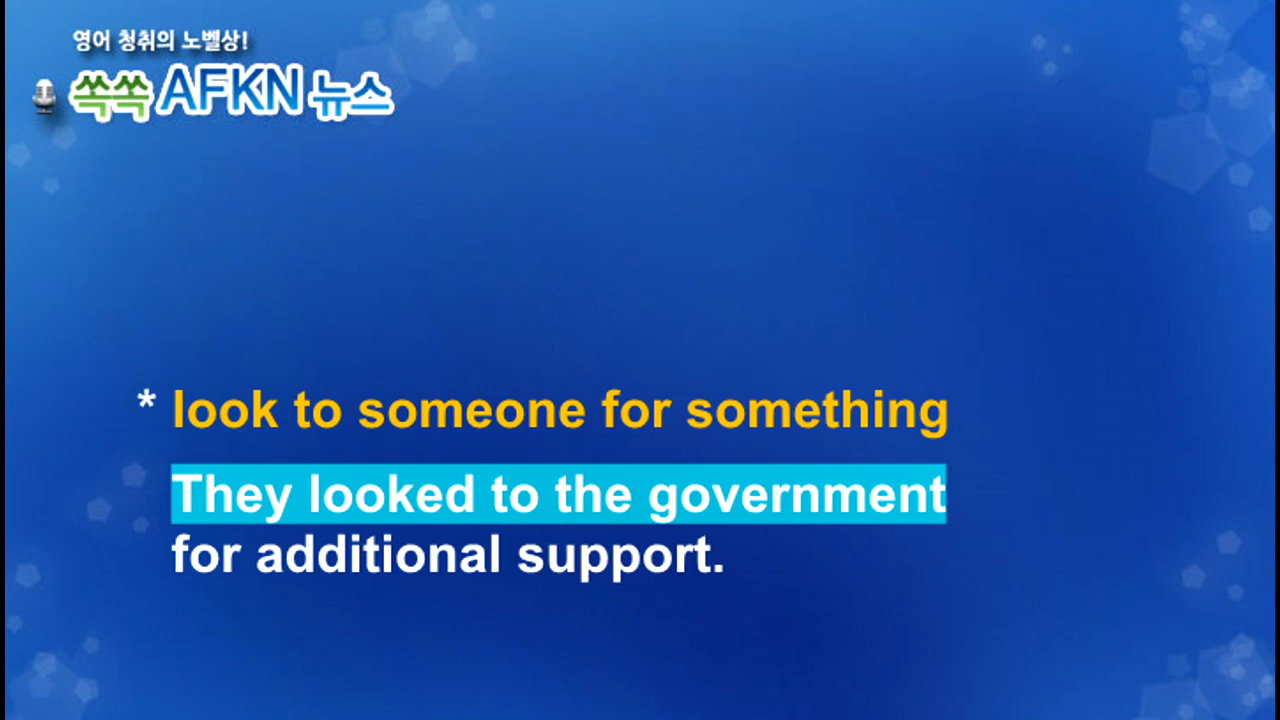 영어 청취의 노벨상!
쏙쏙 AFKN 뉴스
* look to someone for something
They looked to the government
for additional support.